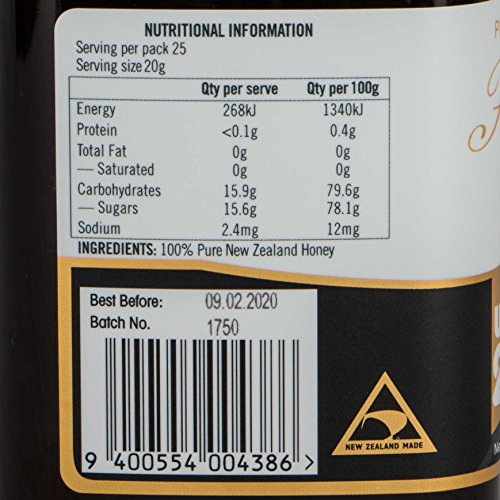 NUTRITIONAL INFORMATION
Serving per pack 25
Serving size 20g
Qty per serve Qty per 100g
Energy 268kJ 1340kJ
Protein <0.1g 0.4g
Total Fat 0g 0g
— Saturated 0g 0g
Carbohydrates 15.9g 79.6g
— Sugars 15.6g 78.1g
Sodium 2.4mg 12mg
INGREDIENTS: 100% Pure New Zealand Honey
Best Before: 09.02.2020
Batch No. 1750
NEW ZEALAND MADE
9 400554 004386 >